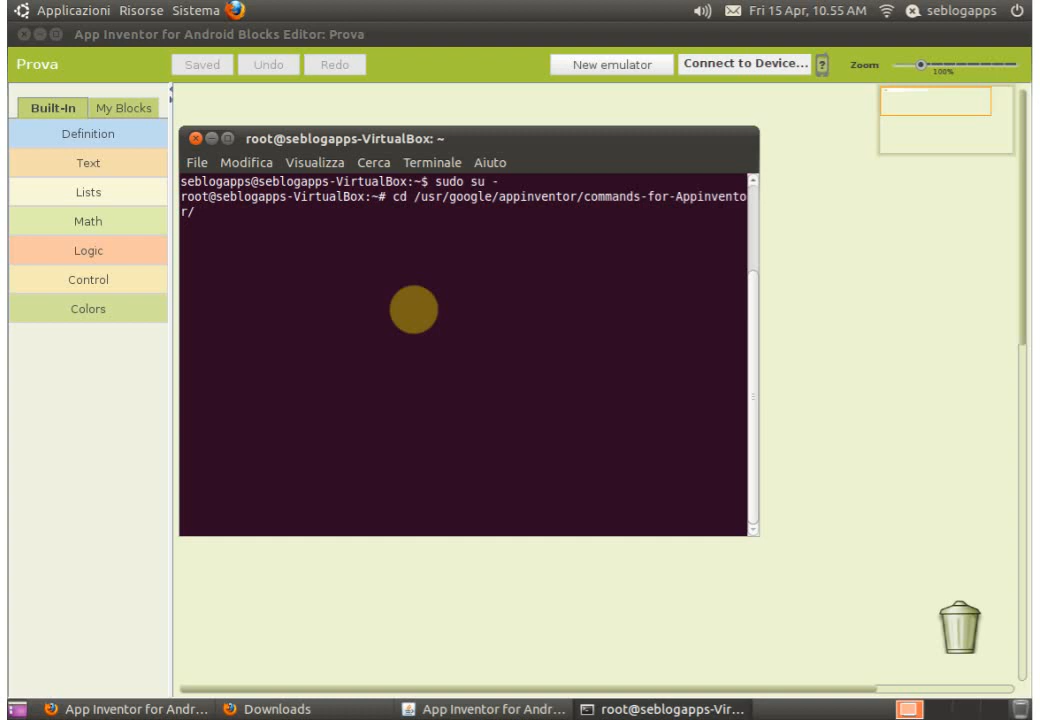 Applicazioni Risorse Sistema Fri 15 Apr, 10.55 AM seblogapps
App Inventor for Android Blocks Editor: Prova
Prova Saved Undo Redo New emulator Connect to Device... ? Zoom 100%
Built-In My Blocks
Definition
Text
Lists
Math
Logic
Control
Colors
root@seblogapps-VirtualBox: ~
File Modifica Visualizza Cerca Terminale Aiuto
seblogapps@seblogapps-VirtualBox:~$ sudo su -
root@seblogapps-VirtualBox:~# cd /usr/google/appinventor/commands-for-Appinvento
r/
App Inventor for Andr... Downloads App Inventor for Andr... root@seblogapps-Vir...